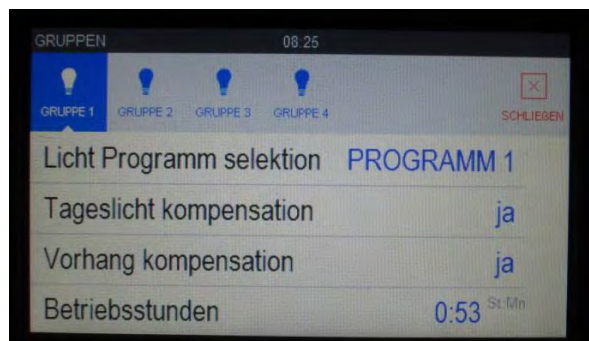 GRUPPEN 08:25
GRUPPE 1 GRUPPE 2 GRUPPE 3 GRUPPE 4 SCHLIEßEN
Licht Programm selektion PROGRAMM 1
Tageslicht kompensation ja
Vorhang kompensation ja
Betriebsstunden 0:53 St:Mn